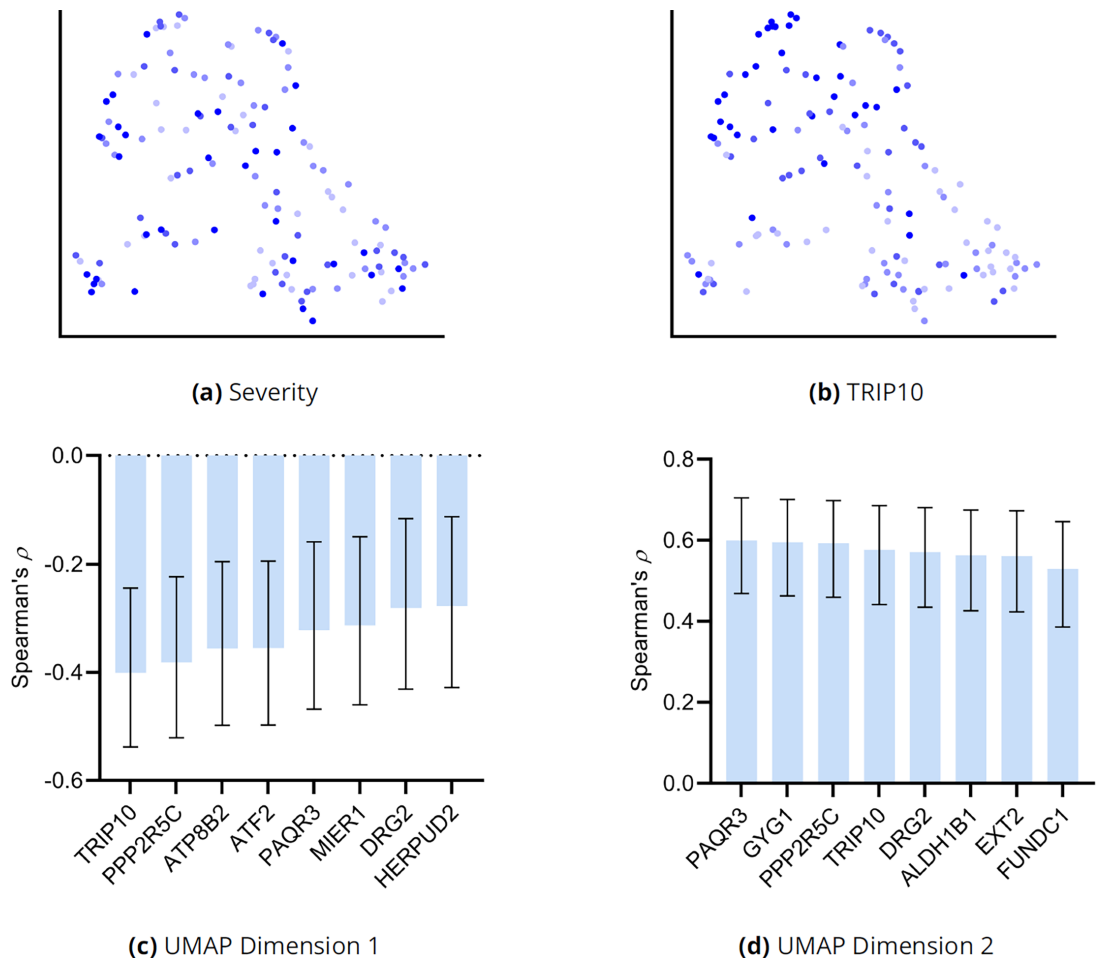 (a) Severity
(b) TRIP10
Spearman's ρ
0.0
-0.2
-0.4
-0.6
TRIP10
PPP2R5C
ATP8B2
ATF2
PAQR3
MIER1
DRG2
HERPUD2
(c) UMAP Dimension 1
Spearman's ρ
0.8
0.6
0.4
0.2
0.0
PAQR3
GYG1
PPP2R5C
TRIP10
DRG2
ALDH1B1
EXT2
FUNDC1
(d) UMAP Dimension 2